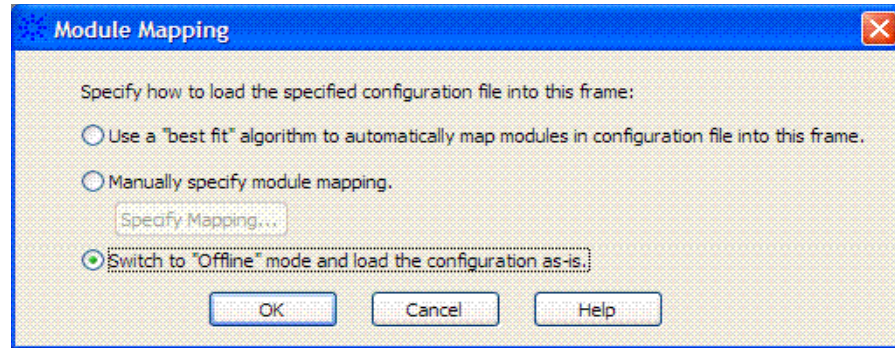 Module Mapping
Specify how to load the specified configuration file into this frame:
Use a "best fit" algorithm to automatically map modules in configuration file into this frame.
Manually specify module mapping.
Specify Mapping...
Switch to "Offline" mode and load the configuration as-is.
OK Cancel Help